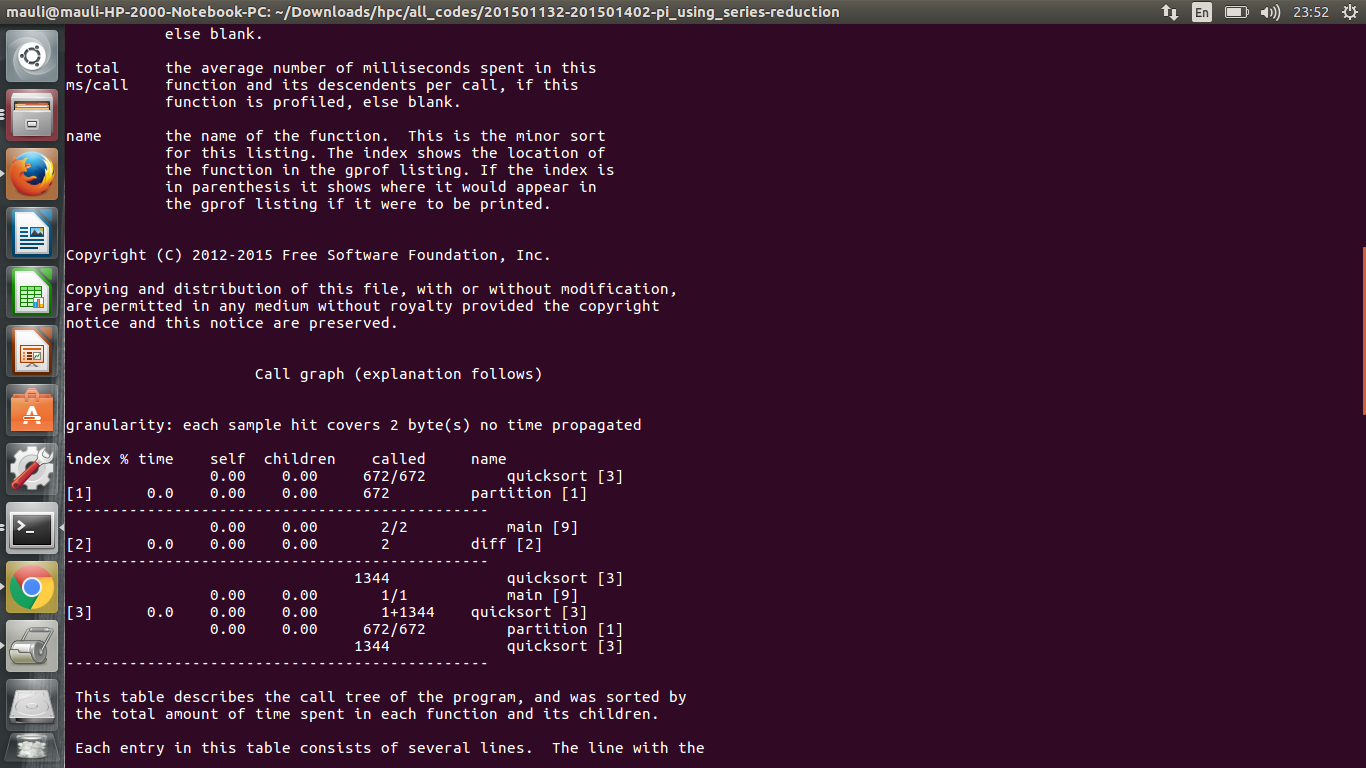 mauli@mauli-HP-2000-Notebook-PC: ~/Downloads/hpc/all_codes/201501132-201501402-pi_using_series-reduction En 23:52
           else blank.

 total     the average number of milliseconds spent in this
ms/call    function and its descendents per call, if this
           function is profiled, else blank.

name       the name of the function.  This is the minor sort
           for this listing. The index shows the location of
           the function in the gprof listing. If the index is
           in parenthesis it shows where it would appear in
           the gprof listing if it were to be printed.

Copyright (C) 2012-2015 Free Software Foundation, Inc.

Copying and distribution of this file, with or without modification,
are permitted in any medium without royalty provided the copyright
notice and this notice are preserved.

                     Call graph (explanation follows)

granularity: each sample hit covers 2 byte(s) no time propagated

index % time    self  children    called     name
                0.00    0.00     672/672         quicksort [3]
[1]      0.0    0.00    0.00     672         partition [1]
-----------------------------------------------
                0.00    0.00       2/2           main [9]
[2]      0.0    0.00    0.00       2         diff [2]
-----------------------------------------------
                                1344             quicksort [3]
                0.00    0.00       1/1           main [9]
[3]      0.0    0.00    0.00       1+1344    quicksort [3]
                0.00    0.00     672/672         partition [1]
                                1344             quicksort [3]
-----------------------------------------------

 This table describes the call tree of the program, and was sorted by
 the total amount of time spent in each function and its children.

 Each entry in this table consists of several lines.  The line with the